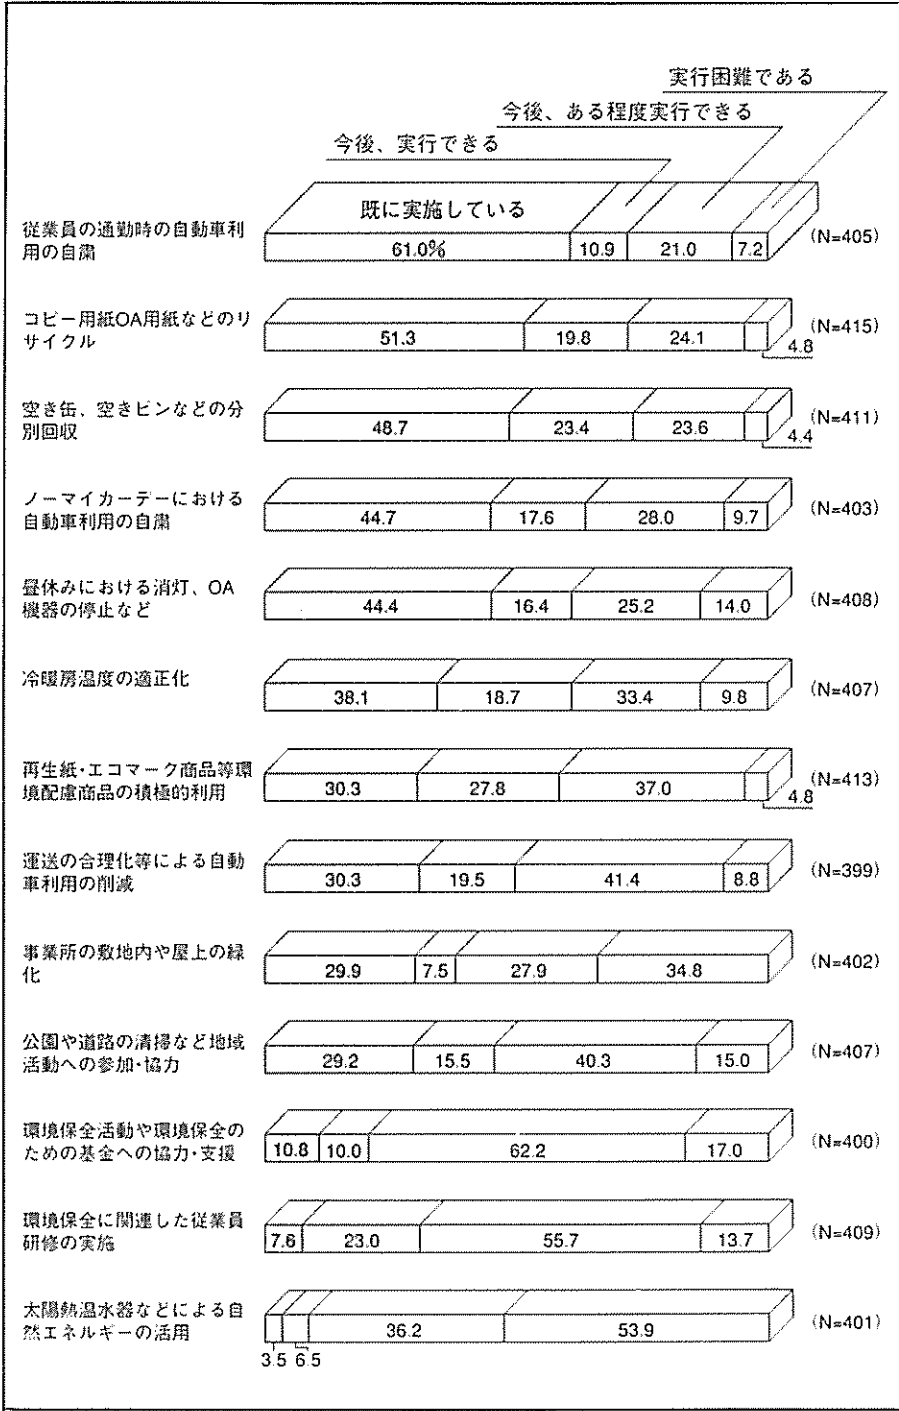 実行困難である
今後、ある程度実行できる
今後、実行できる
既に実施している
従業員の通勤時の自動車利
用の自粛
61.0% 10.9 21.0 7.2 (N=405)
コピー用紙OA用紙などのリ
サイクル
51.3 19.8 24.1 4.8 (N=415)
空き缶、空きビンなどの分
別回収
48.7 23.4 23.6 4.4 (N=411)
ノーマイカーデーにおける
自動車利用の自粛
44.7 17.6 28.0 9.7 (N=403)
昼休みにおける消灯、OA
機器の停止など
44.4 16.4 25.2 14.0 (N=408)
冷暖房温度の適正化
38.1 18.7 33.4 9.8 (N=407)
再生紙・エコマーク商品等環
境配慮商品の積極的利用
30.3 27.8 37.0 4.8 (N=413)
運送の合理化等による自動
車利用の削減
30.3 19.5 41.4 8.8 (N=399)
事業所の敷地内や屋上の緑
化
29.9 7.5 27.9 34.8 (N=402)
公園や道路の清掃など地域
活動への参加・協力
29.2 15.5 40.3 15.0 (N=407)
環境保全活動や環境保全の
ための基金への協力・支援
10.8 10.0 62.2 17.0 (N=400)
環境保全に関連した従業員
研修の実施
7.6 23.0 55.7 13.7 (N=409)
太陽熱温水器などによる自
然エネルギーの活用
3.5 6.5 36.2 53.9 (N=401)